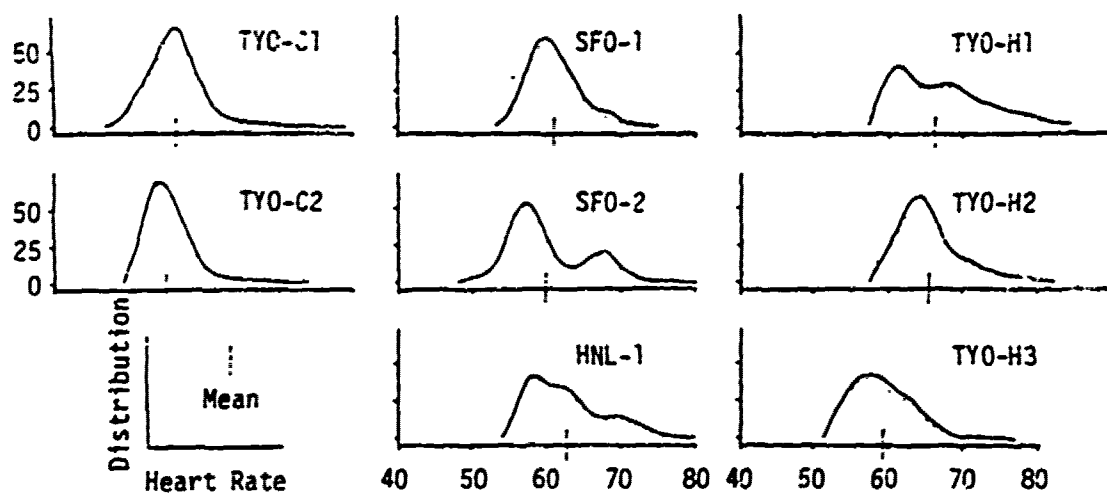 TYO-C1 SFO-1 TYO-H1
50
25
0
TYO-C2 SFO-2 TYO-H2
50
25
0
HNL-1 TYO-H3
Distribution
Mean
Heart Rate
40 50 60 70 80 40 50 60 70 80